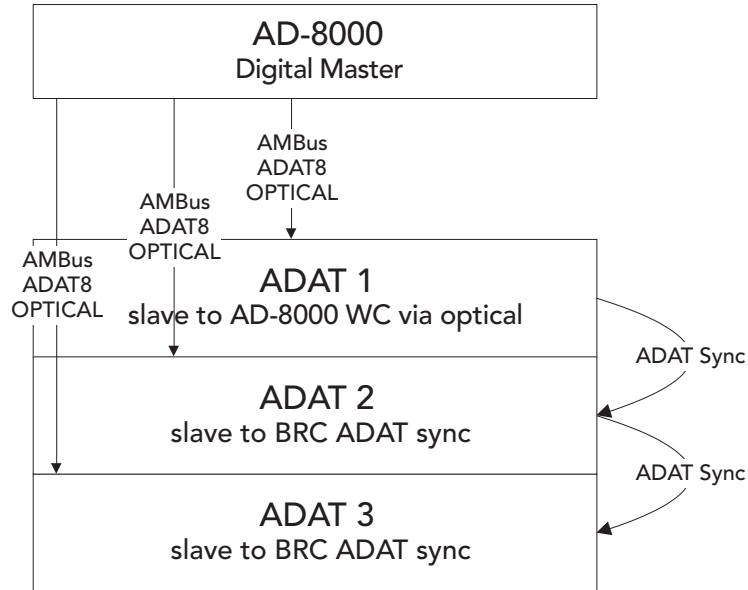 AD-8000
Digital Master
AMBus
ADAT8
OPTICAL
AMBus
ADAT8
OPTICAL
AMBus
ADAT8
OPTICAL
ADAT 1
slave to AD-8000 WC via optical
ADAT Sync
ADAT 2
slave to BRC ADAT sync
ADAT Sync
ADAT 3
slave to BRC ADAT sync